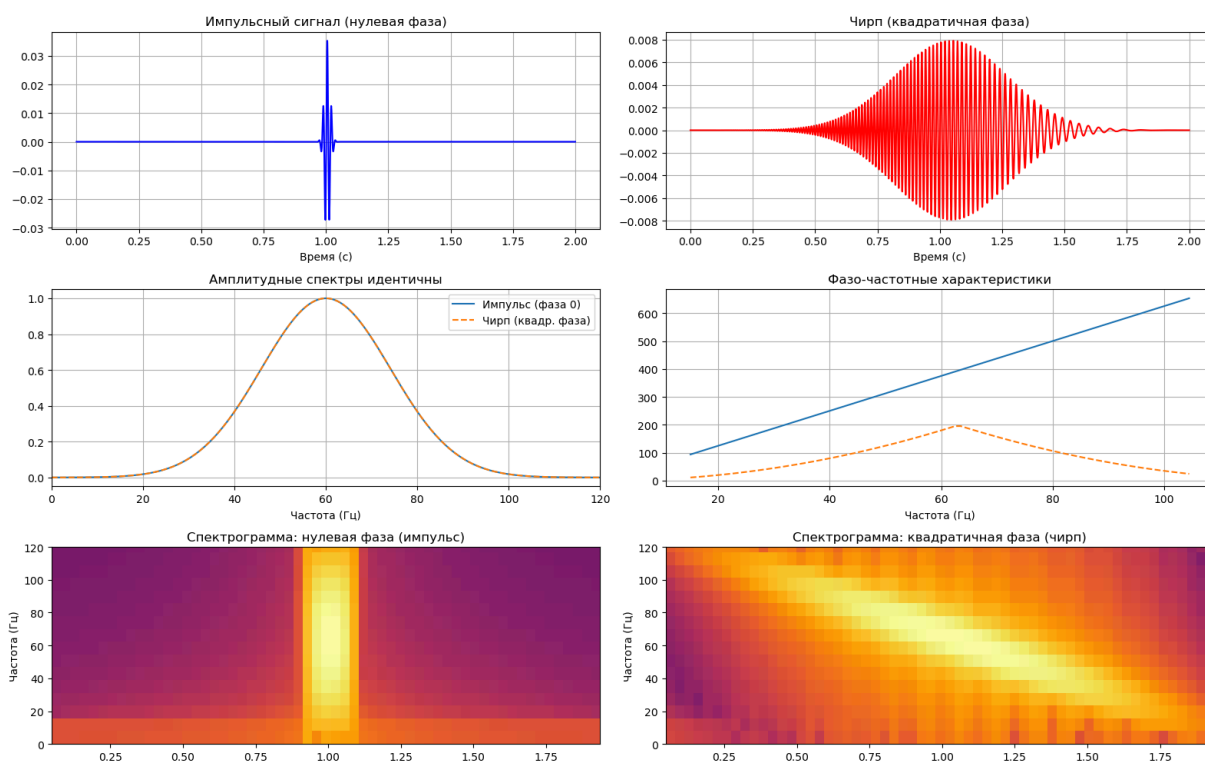 Импульсный сигнал (нулевая фаза)
0.03
0.02
0.01
0.00
−0.01
−0.02
−0.03
0.00 0.25 0.50 0.75 1.00 1.25 1.50 1.75 2.00
Время (с)
Чирп (квадратичная фаза)
0.008
0.006
0.004
0.002
0.000
−0.002
−0.004
−0.006
−0.008
0.00 0.25 0.50 0.75 1.00 1.25 1.50 1.75 2.00
Время (с)
Амплитудные спектры идентичны
1.0
0.8
0.6
0.4
0.2
0.0
Импульс (фаза 0)
Чирп (квадр. фаза)
0 20 40 60 80 100 120
Частота (Гц)
Фазо-частотные характеристики
600
500
400
300
200
100
0
20 40 60 80 100
Частота (Гц)
Спектрограмма: нулевая фаза (импульс)
Частота (Гц)
120
100
80
60
40
20
0
0.25 0.50 0.75 1.00 1.25 1.50 1.75
Спектрограмма: квадратичная фаза (чирп)
Частота (Гц)
120
100
80
60
40
20
0
0.25 0.50 0.75 1.00 1.25 1.50 1.75